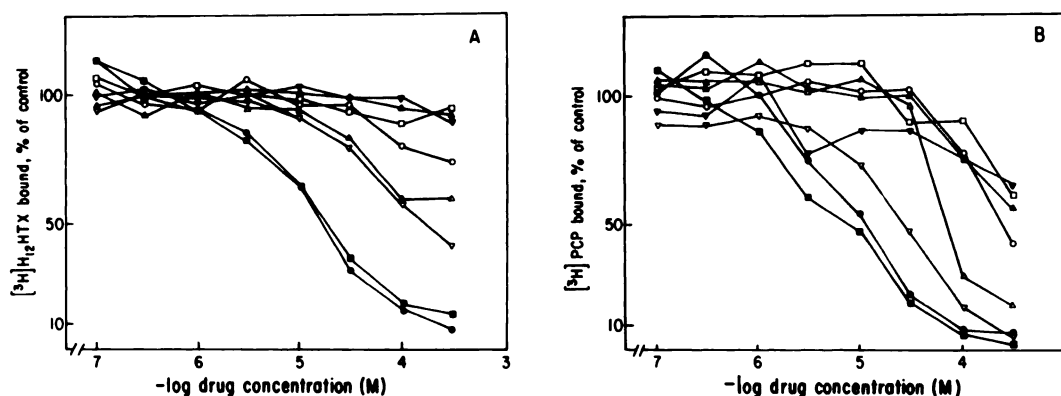 A
[³H]H₁₂HTX bound, % of control
100
50
10
7 6 5 4 3
-log drug concentration (M)
B
[³H] PCP bound, % of control
100
50
10
7 6 5 4
-log drug concentration (M)